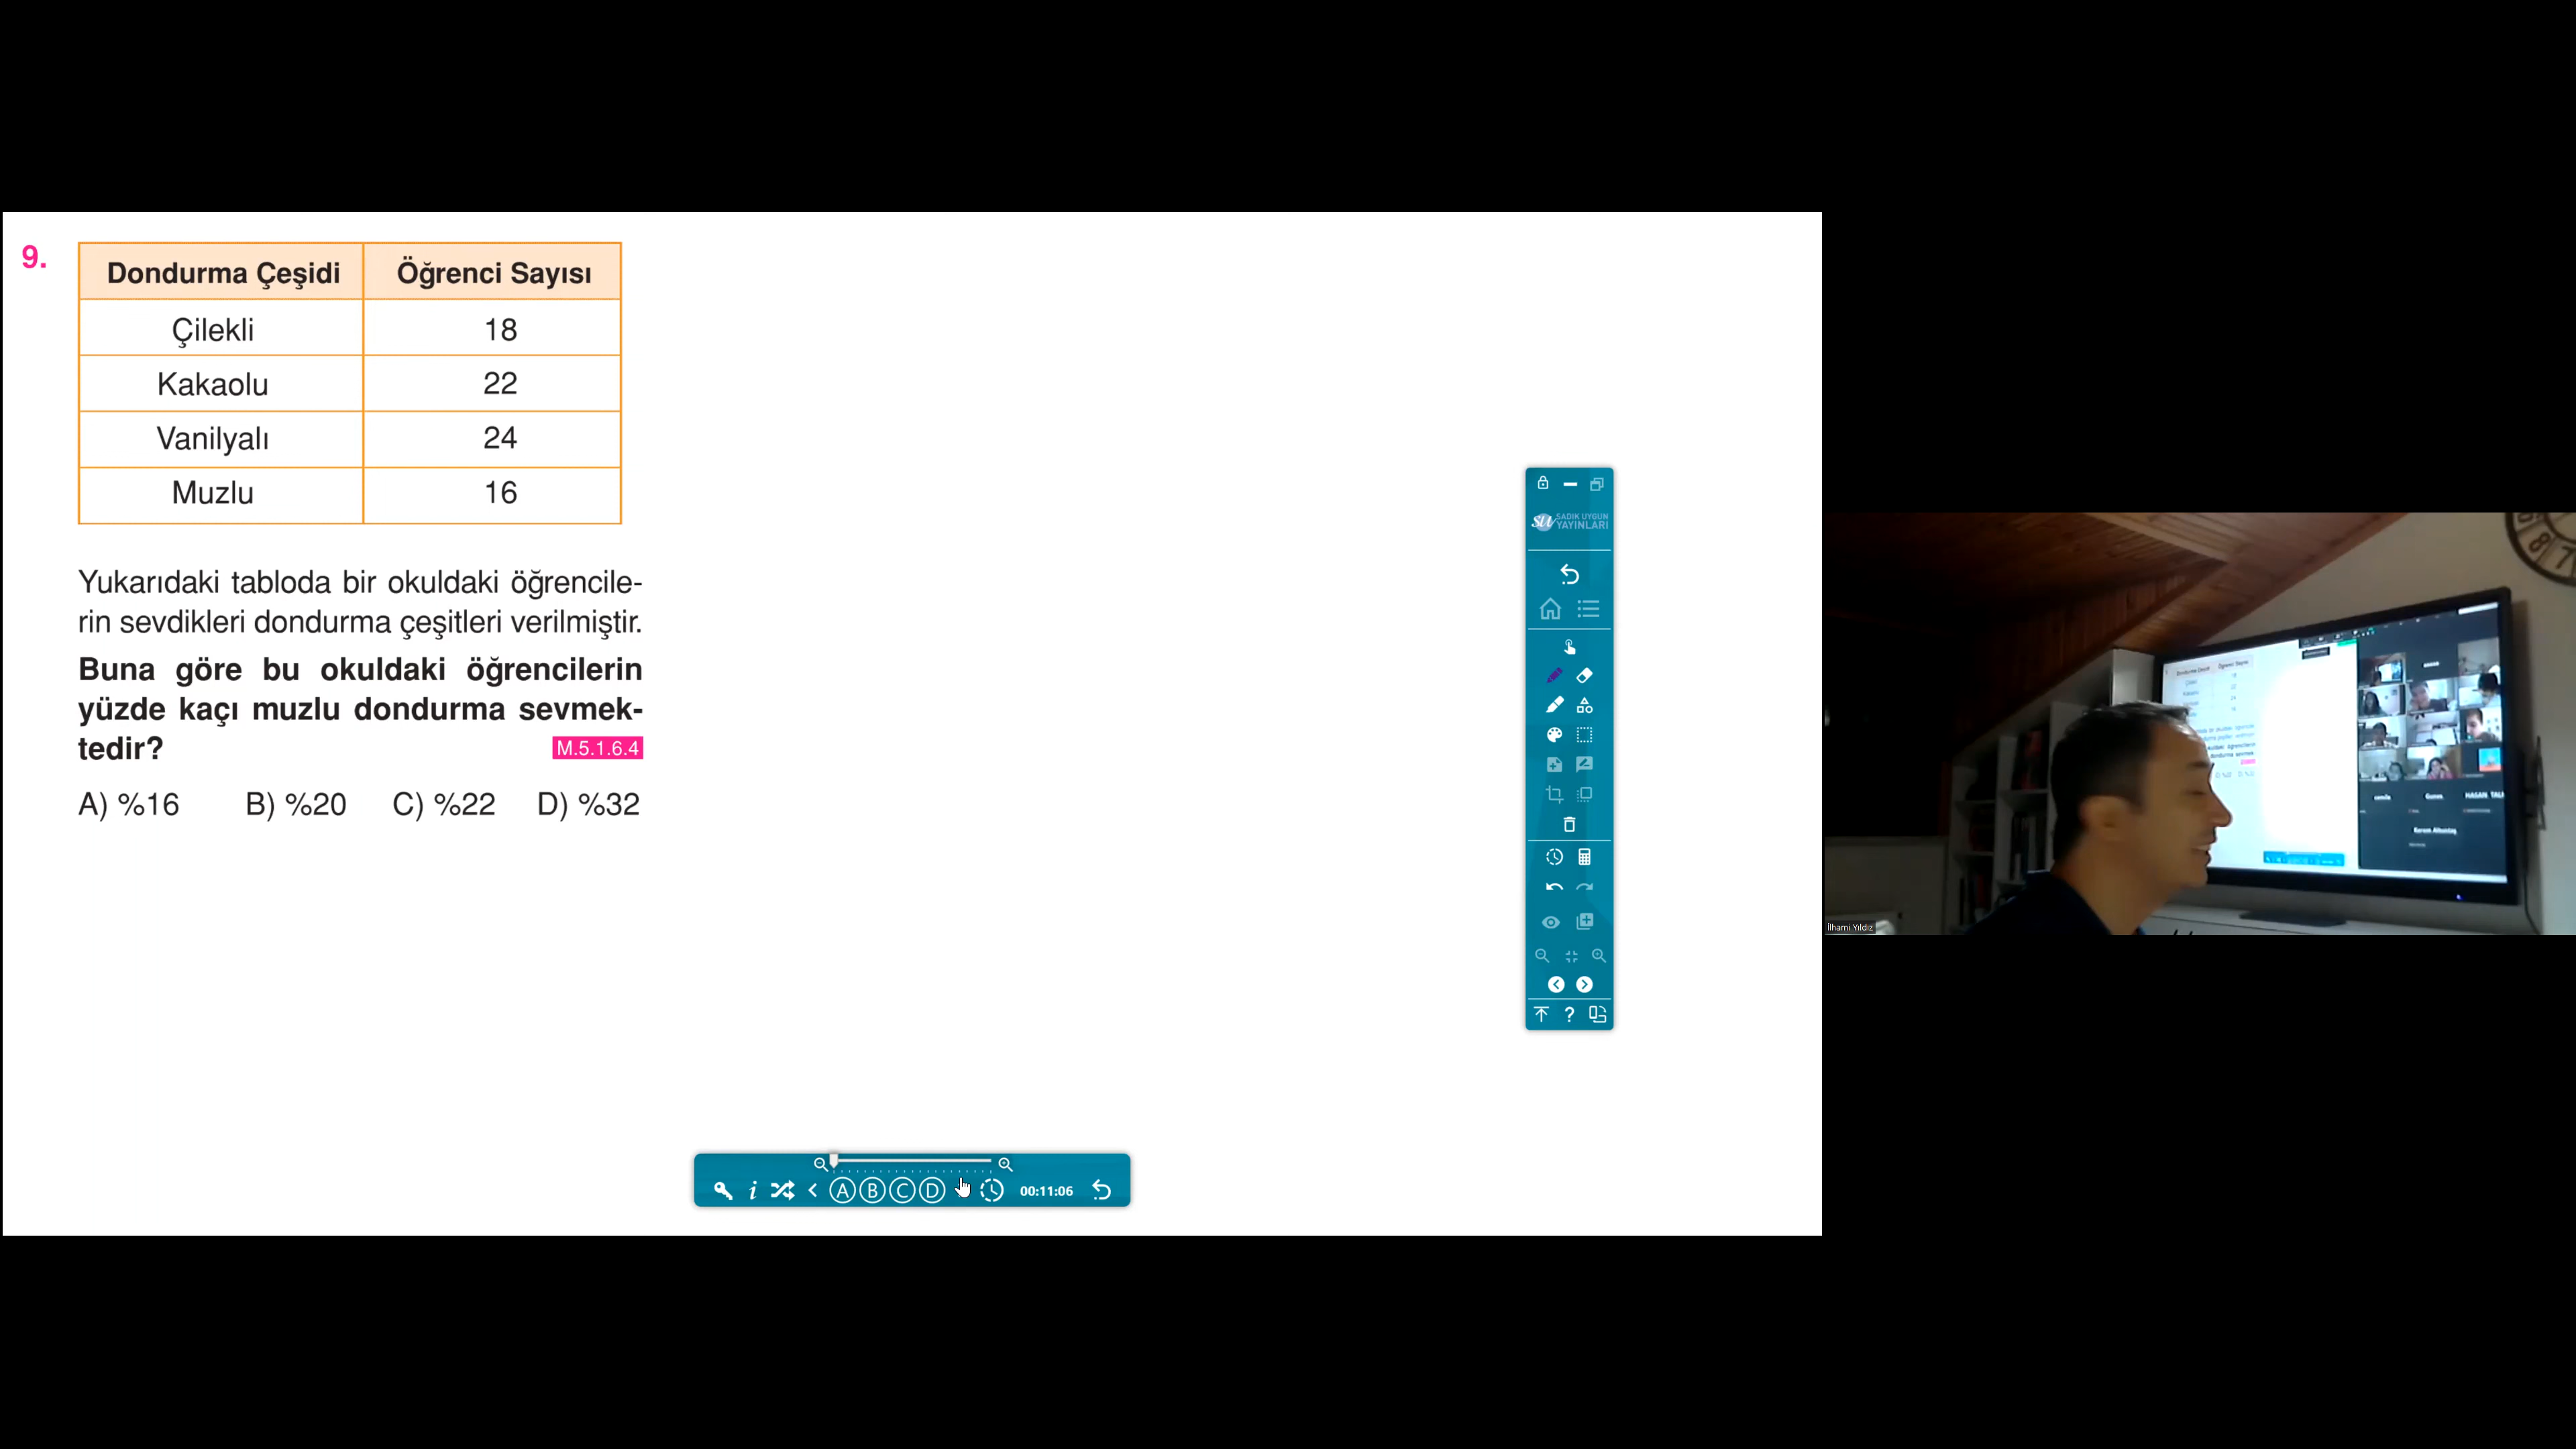 9.
Dondurma Çeşidi Öğrenci Sayısı
Çilekli 18
Kakaolu 22
Vanilyalı 24
Muzlu 16
Yukarıdaki tabloda bir okuldaki öğrencile-
rin sevdikleri dondurma çeşitleri verilmiştir.
Buna göre bu okuldaki öğrencilerin
yüzde kaçı muzlu dondurma sevmek-
tedir? M.5.1.6.4
A) %16 B) %20 C) %22 D) %32
SU SADIK UYGUN
YAYINLARI
?
i A B C D 00:11:06
İlhami Yıldız